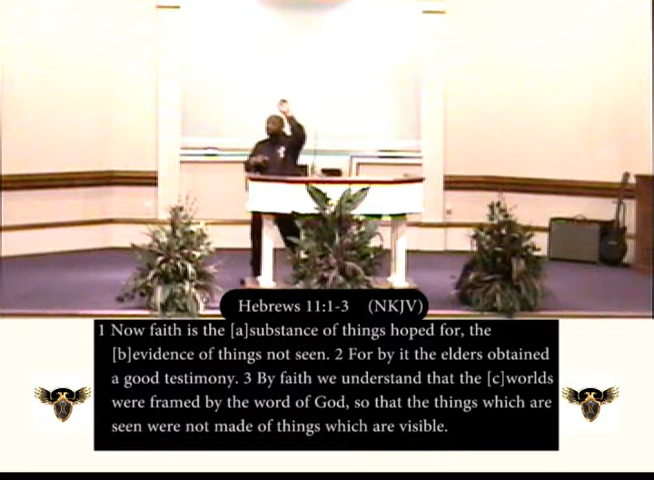 Hebrews 11:1-3 (NKJV)
1 Now faith is the [a]substance of things hoped for, the
[b]evidence of things not seen. 2 For by it the elders obtained
a good testimony. 3 By faith we understand that the [c]worlds
were framed by the word of God, so that the things which are
seen were not made of things which are visible.